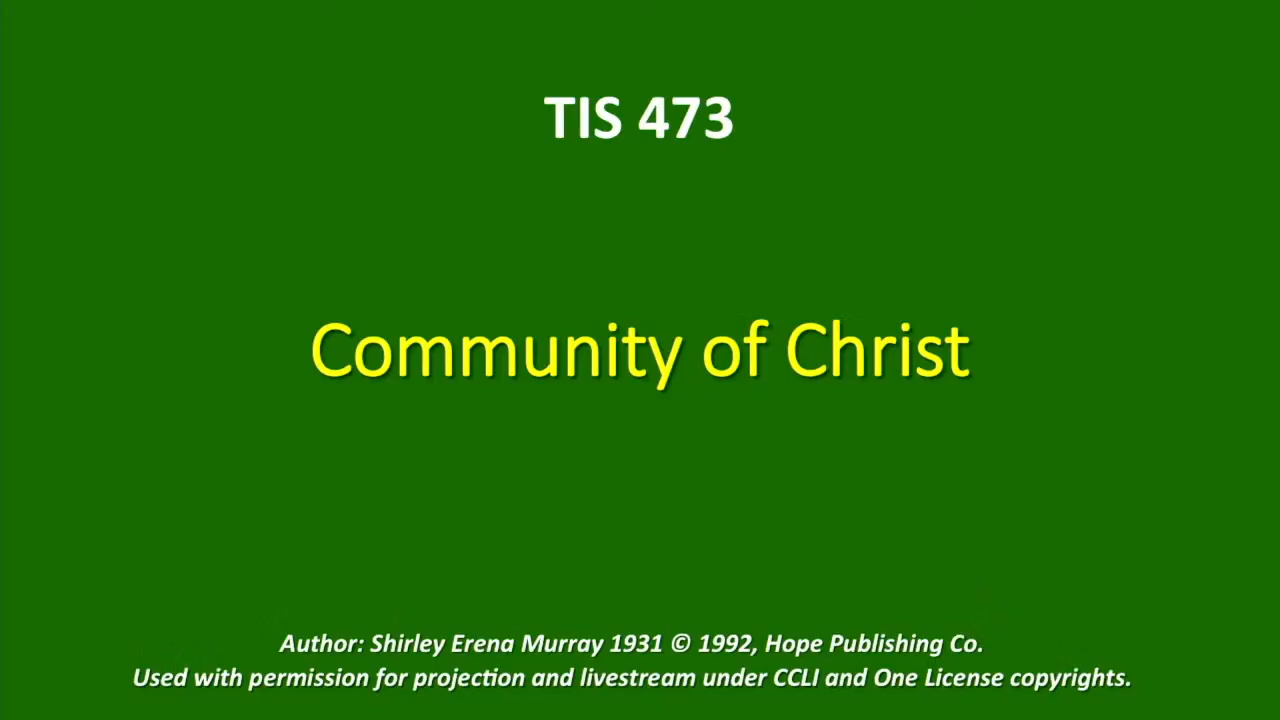 TIS 473
Community of Christ
Author: Shirley Erena Murray 1931 © 1992, Hope Publishing Co.
Used with permission for projection and livestream under CCLI and One License copyrights.